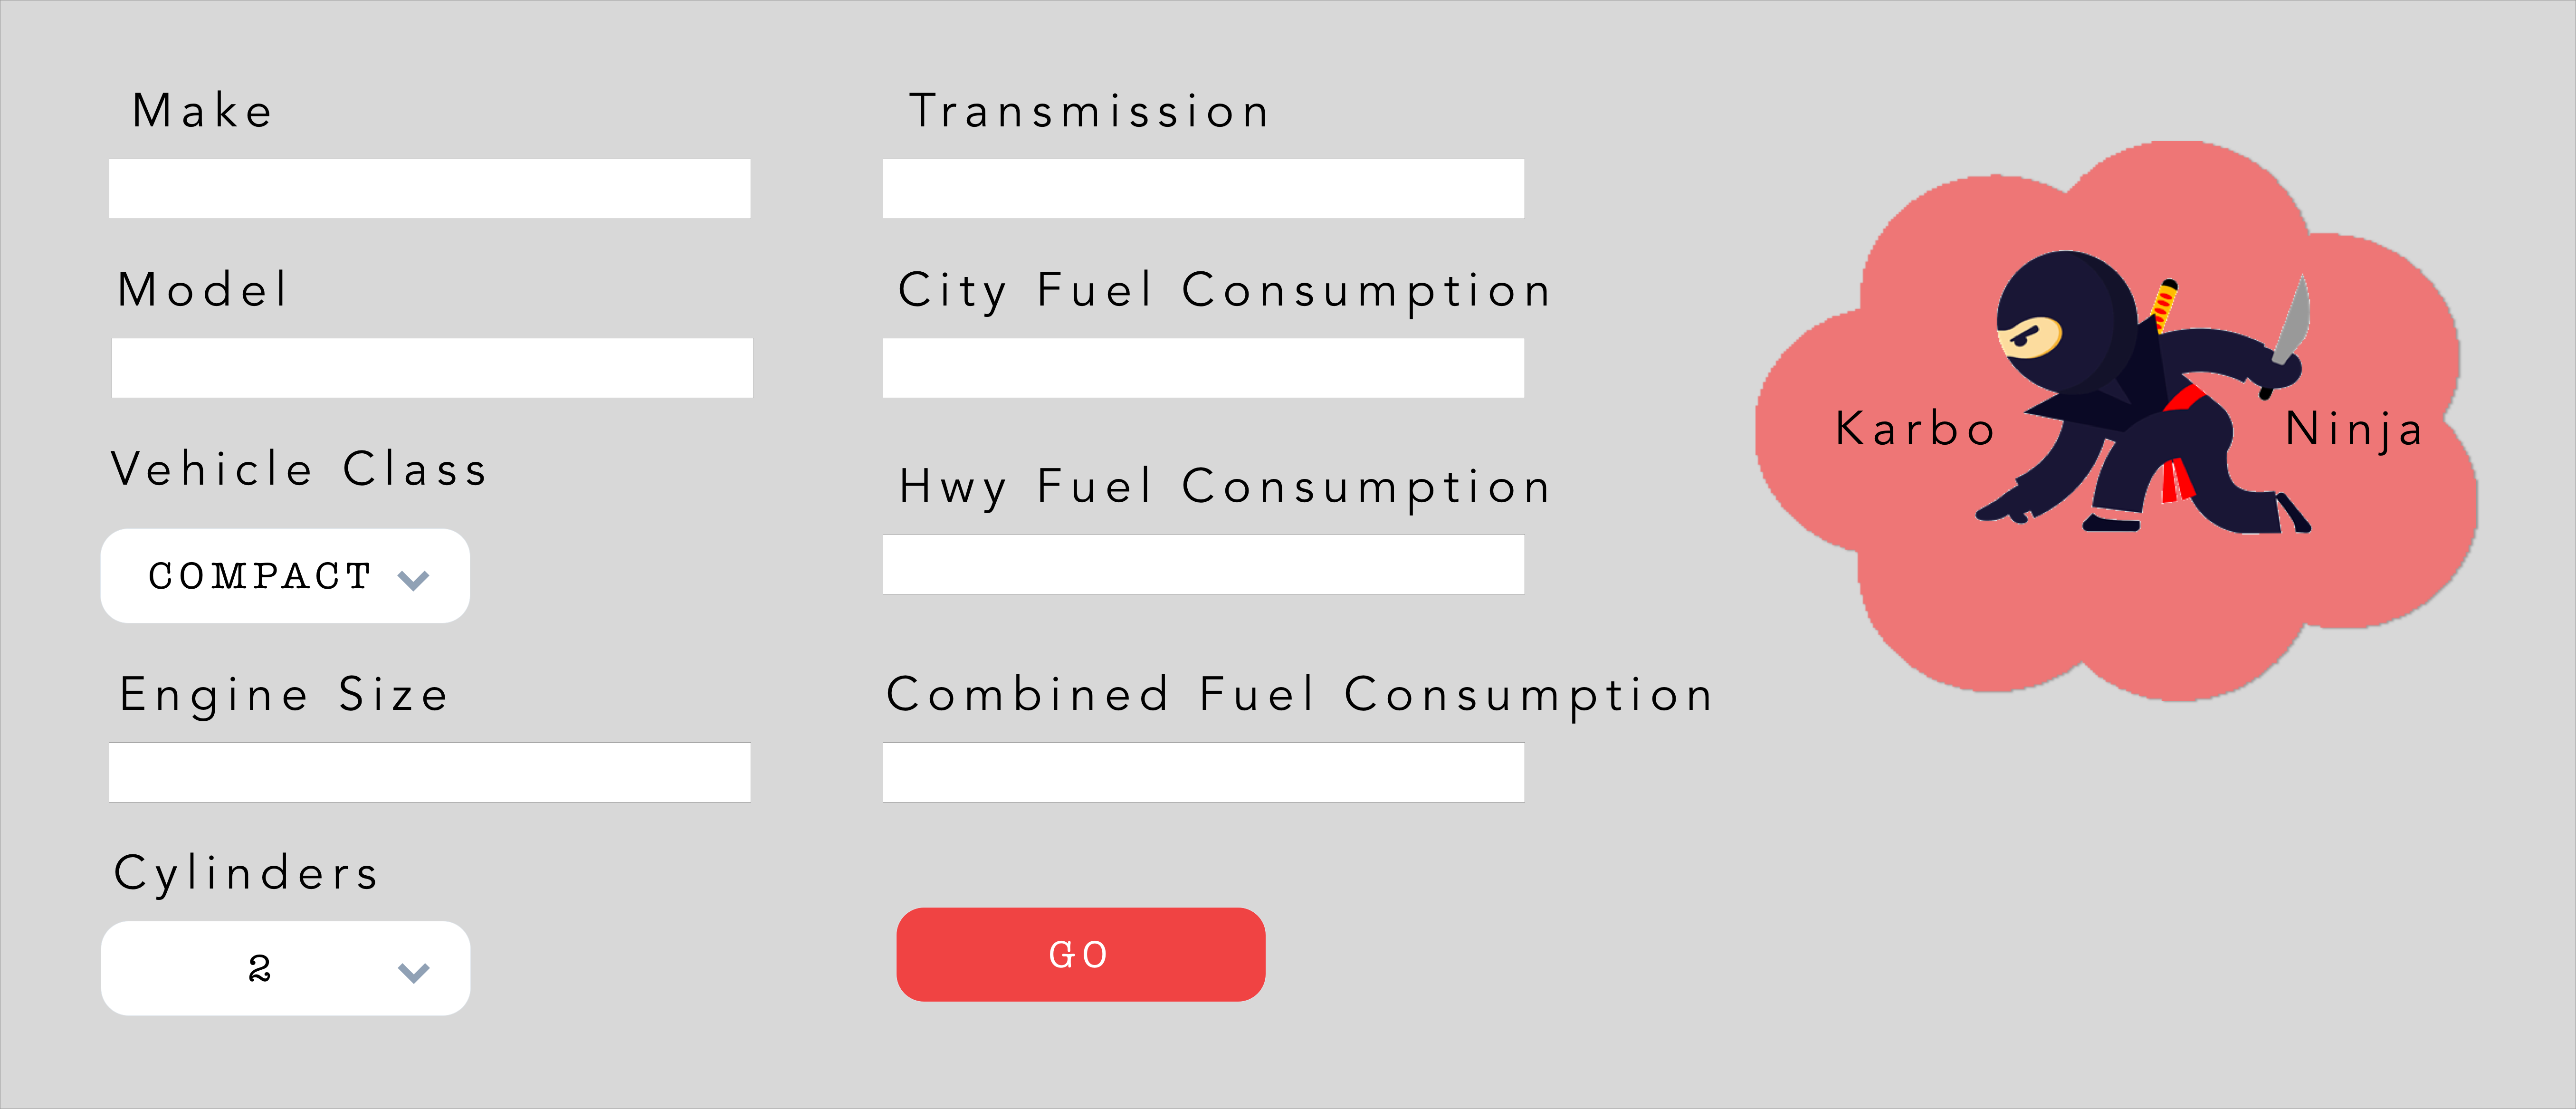 Make
Model
Vehicle Class
COMPACT
Engine Size
Cylinders
2
Transmission
City Fuel Consumption
Hwy Fuel Consumption
Combined Fuel Consumption
GO
Karbo Ninja